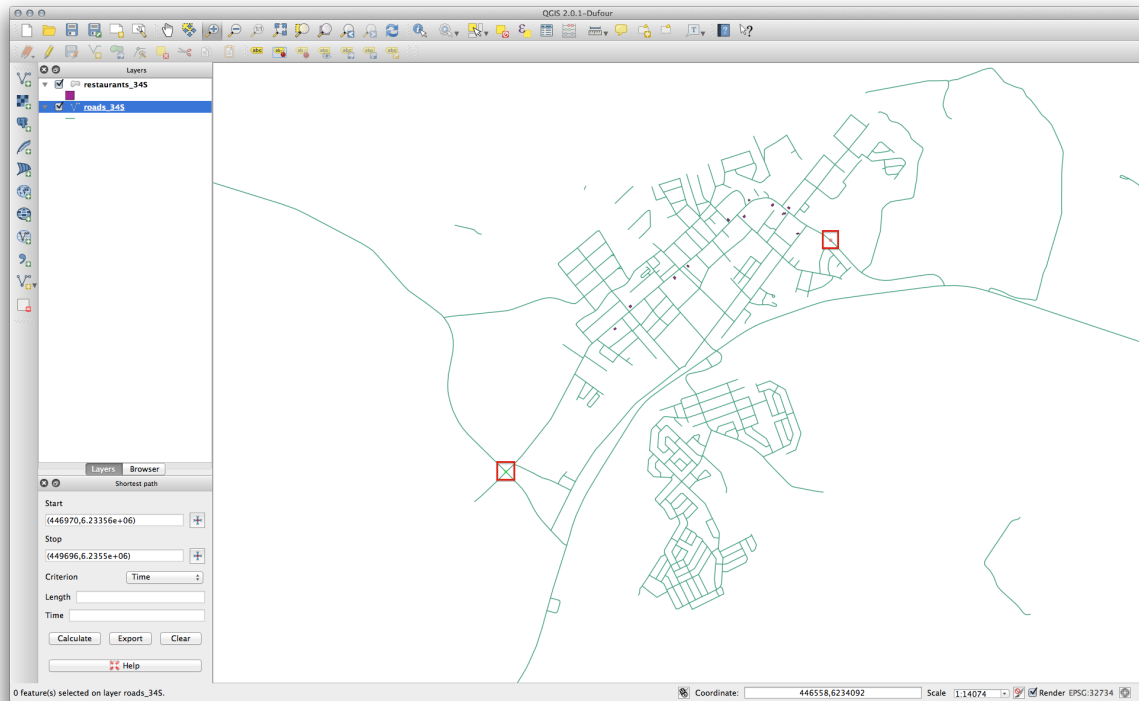 QGIS 2.0.1-Dufour
Layers
restaurants_34S
roads_34S
Layers
Browser
Shortest path
Start
(446970,6.23356e+06)
Stop
(449696,6.2355e+06)
Criterion
Time
Length
Time
Calculate
Export
Clear
Help
0 feature(s) selected on layer roads_34S.
Coordinate:
446558,6234092
Scale
1:14074
Render
EPSG:32734